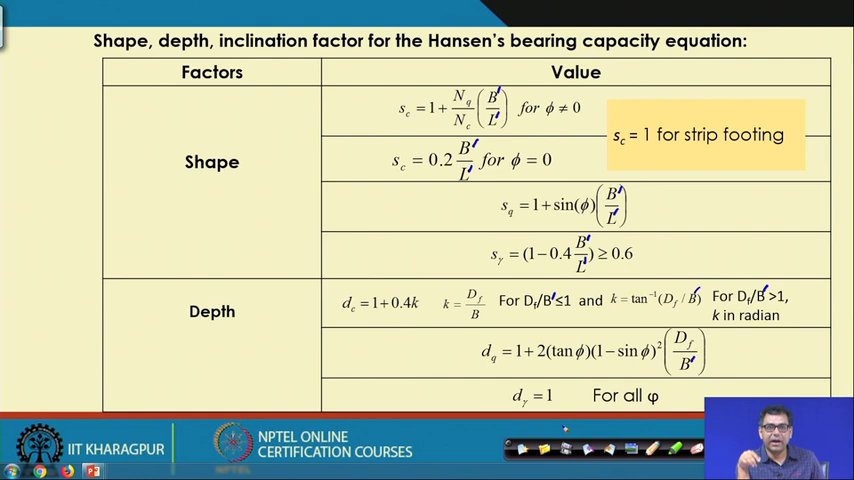 Shape, depth, inclination factor for the Hansen's bearing capacity equation:
Factors Value
Shape
s_c = 1 + N_q/N_c (B'/L') for ϕ ≠ 0
s_c = 1 for strip footing
s_c = 0.2 B'/L' for ϕ = 0
s_q = 1 + sin(ϕ)(B'/L')
s_γ = (1 − 0.4 B'/L') ≥ 0.6
Depth
d_c = 1 + 0.4k k = D_f/B For D_f/B'≤1 and k = tan⁻¹(D_f / B') For D_f/B' >1,
k in radian
d_q = 1 + 2(tan ϕ)(1 − sin ϕ)² (D_f/B')
d_γ = 1 For all φ
IIT KHARAGPUR
NPTEL ONLINE
CERTIFICATION COURSES
NPTEL